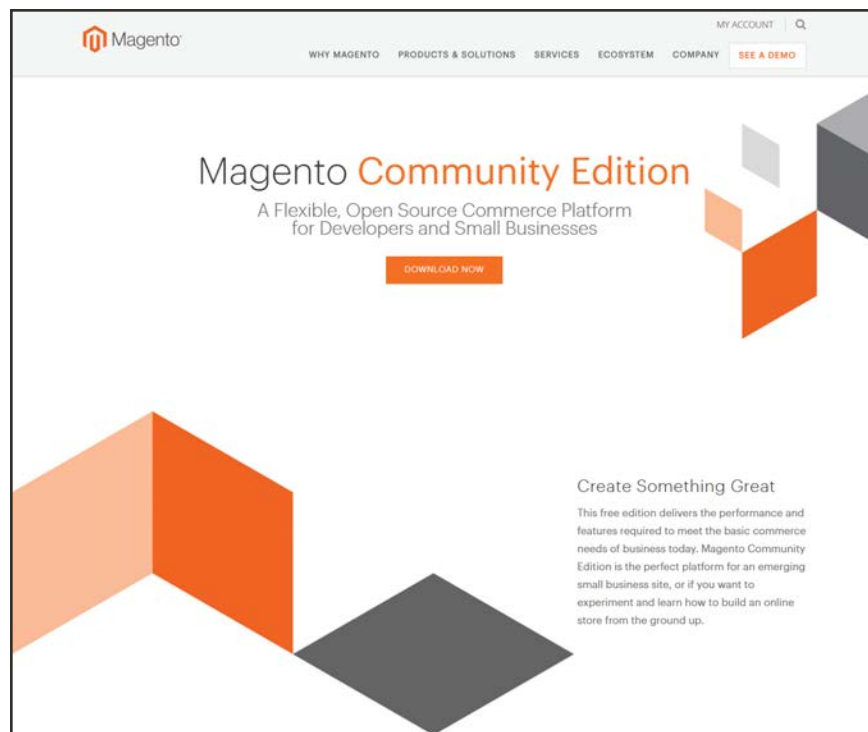 MY ACCOUNT
Magento
WHY MAGENTO PRODUCTS & SOLUTIONS SERVICES ECOSYSTEM COMPANY SEE A DEMO
Magento Community Edition
A Flexible, Open Source Commerce Platform
for Developers and Small Businesses
DOWNLOAD NOW
Create Something Great
This free edition delivers the performance and
features required to meet the basic commerce
needs of business today. Magento Community
Edition is the perfect platform for an emerging
small business site, or if you want to
experiment and learn how to build an online
store from the ground up.